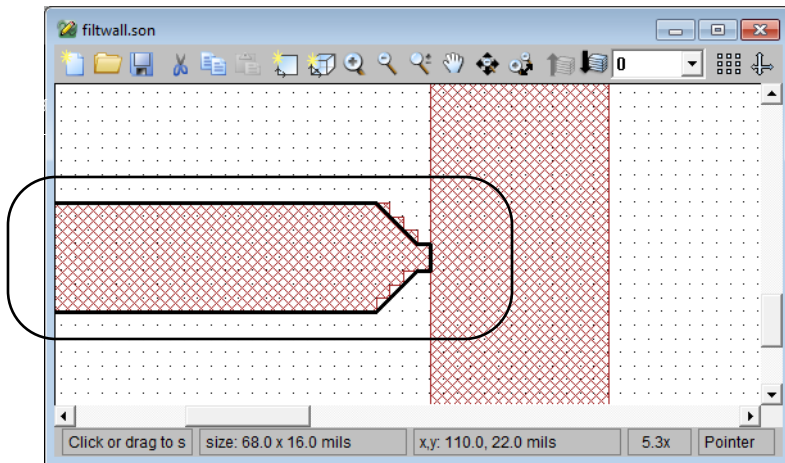 filtwall.son
0
Click or drag to s
size: 68.0 x 16.0 mils
x,y: 110.0, 22.0 mils
5.3x
Pointer